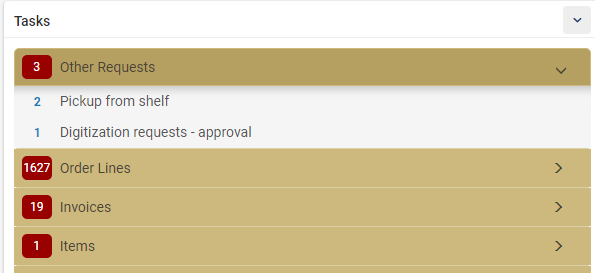 Tasks
3 Other Requests
2 Pickup from shelf
1 Digitization requests - approval
1627 Order Lines
19 Invoices
1 Items